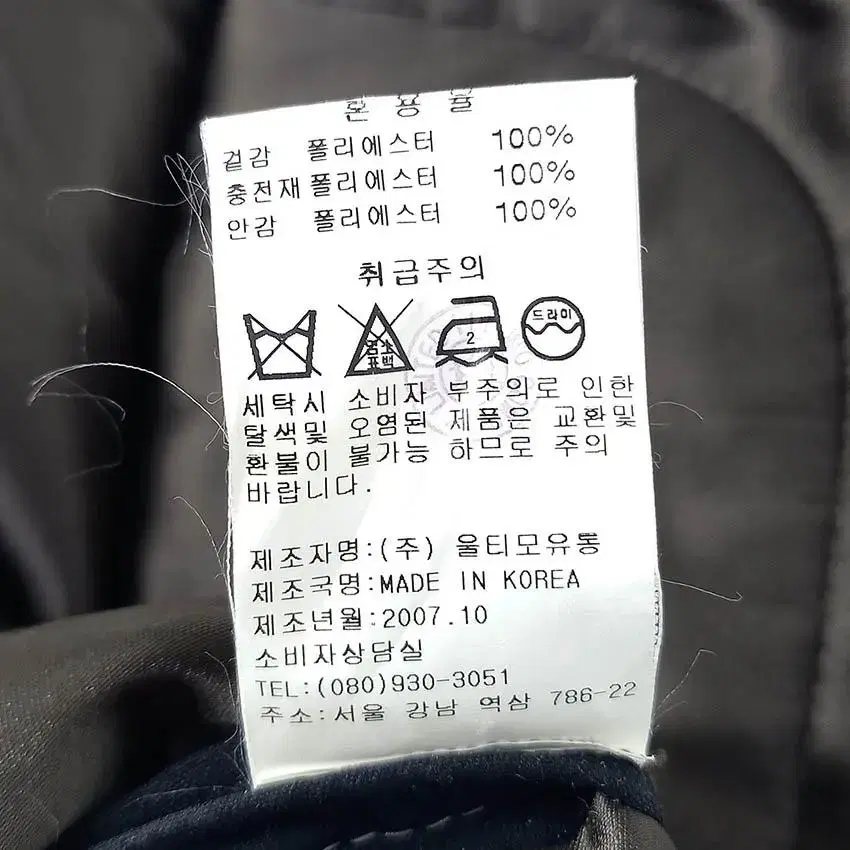 혼용율
겉감 폴리에스터 100%
충전재 폴리에스터 100%
안감 폴리에스터 100%
취급주의
염소
표백
2
드라이
세탁시 소비자 부주의로 인한
탈색및 오염된 제품은 교환및
환불이 불가능 하므로 주의
바랍니다.
제조자명:(주) 울티모유통
제조국명:MADE IN KOREA
제조년월:2007.10
소비자상담실
TEL:(080)930-3051
주소:서울 강남 역삼 786-22